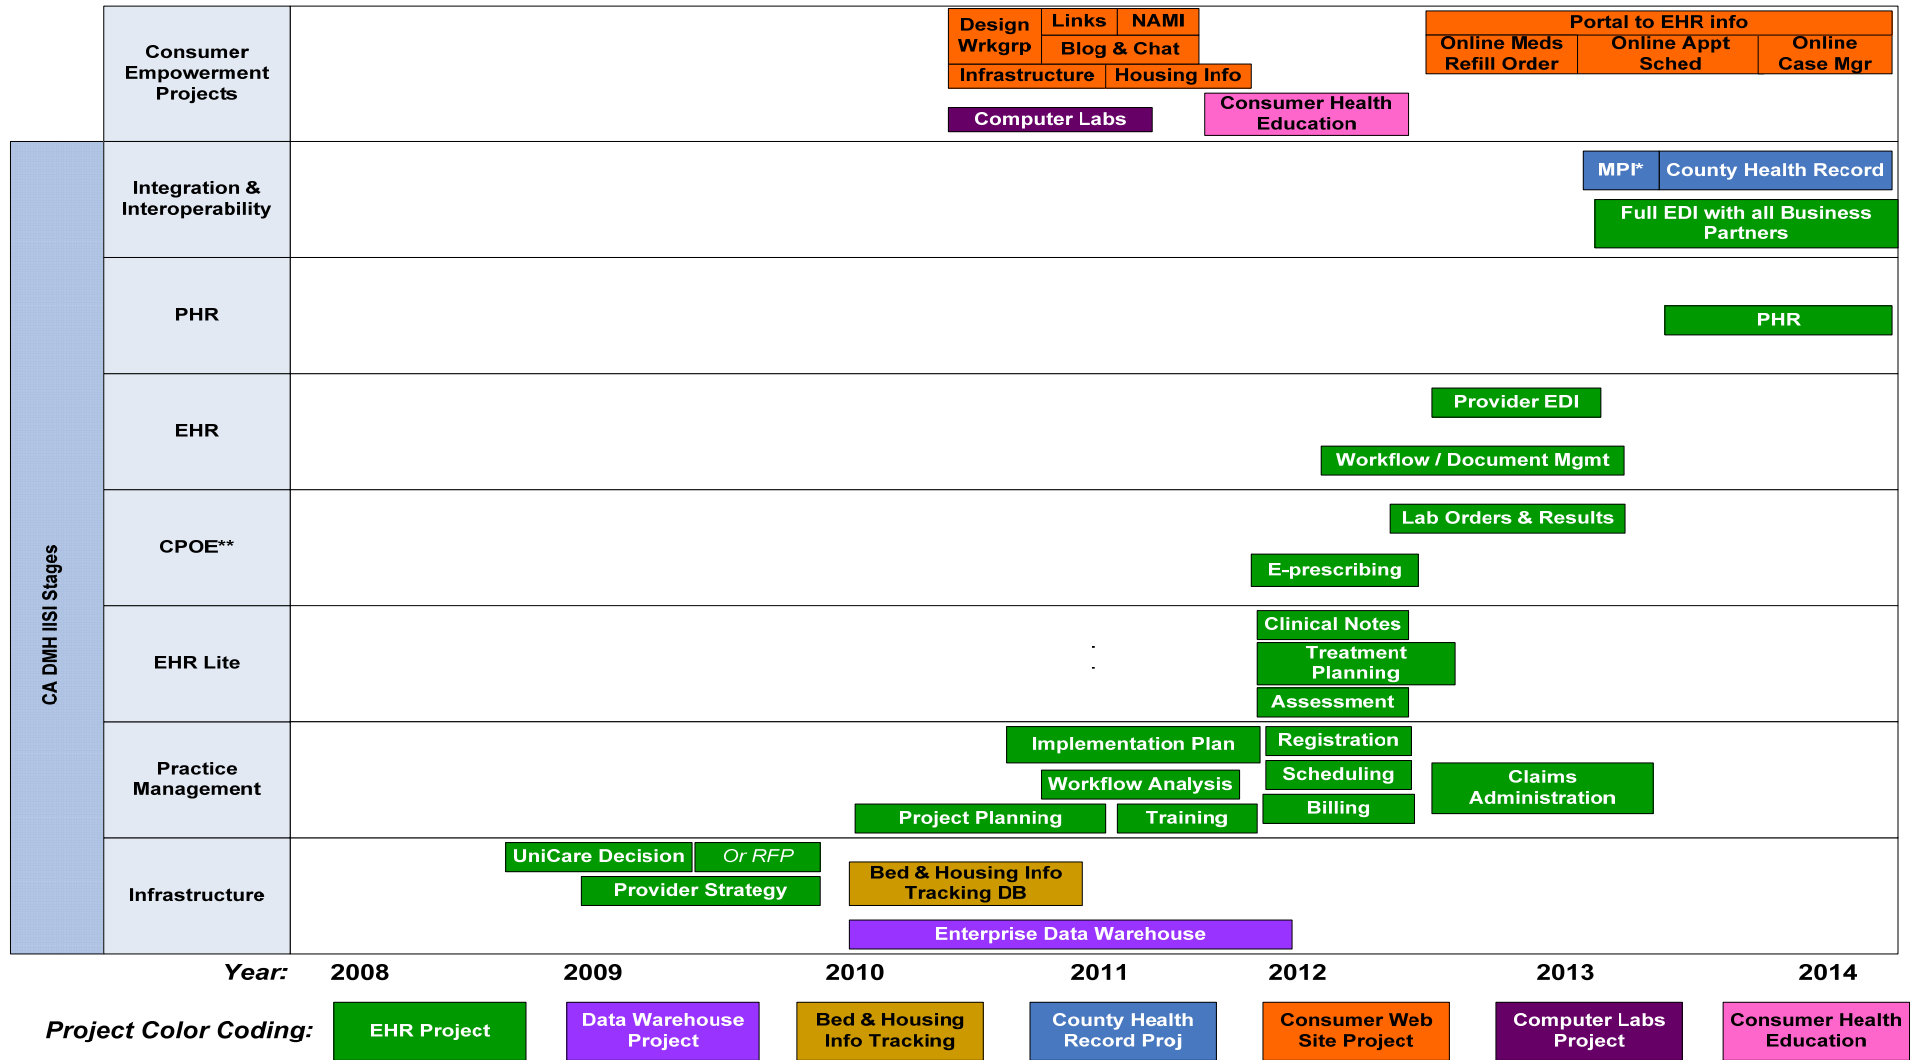 Consumer
Empowerment
Projects
Design
Wrkgrp
Links
NAMI
Blog & Chat
Infrastructure
Housing Info
Computer Labs
Consumer Health
Education
Portal to EHR info
Online Meds
Refill Order
Online Appt
Sched
Online
Case Mgr
CA DMH IISI Stages
Integration &
Interoperability
MPI*
County Health Record
Full EDI with all Business
Partners
PHR
PHR
EHR
Provider EDI
Workflow / Document Mgmt
CPOE**
Lab Orders & Results
E-prescribing
EHR Lite
Clinical Notes
Treatment
Planning
Assessment
Practice
Management
Implementation Plan
Registration
Workflow Analysis
Scheduling
Claims
Administration
Project Planning
Training
Billing
Infrastructure
UniCare Decision
Or RFP
Provider Strategy
Bed & Housing Info
Tracking DB
Enterprise Data Warehouse
Year: 2008 2009 2010 2011 2012 2013 2014
Project Color Coding:
EHR Project
Data Warehouse
Project
Bed & Housing
Info Tracking
County Health
Record Proj
Consumer Web
Site Project
Computer Labs
Project
Consumer Health
Education